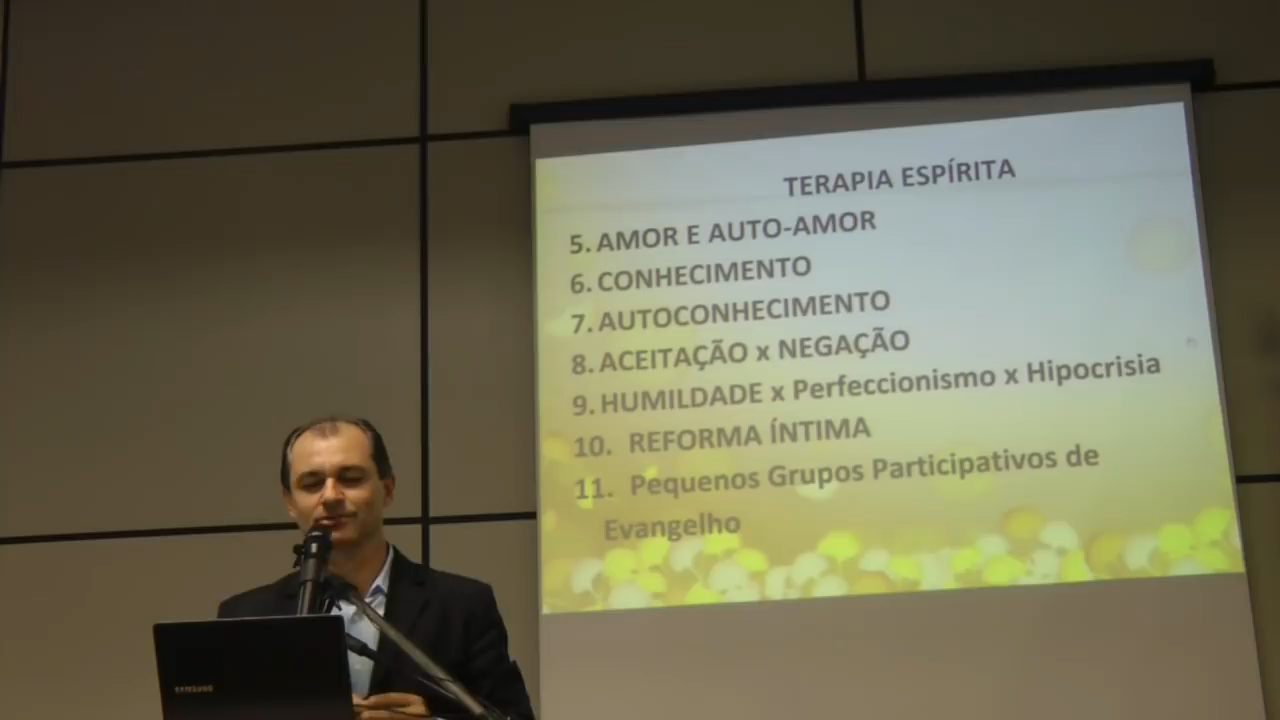 TERAPIA ESPÍRITA
5. AMOR E AUTO-AMOR
6. CONHECIMENTO
7. AUTOCONHECIMENTO
8. ACEITAÇÃO x NEGAÇÃO
9. HUMILDADE x Perfeccionismo x Hipocrisia
10. REFORMA ÍNTIMA
11. Pequenos Grupos Participativos de
Evangelho
SAMSUNG